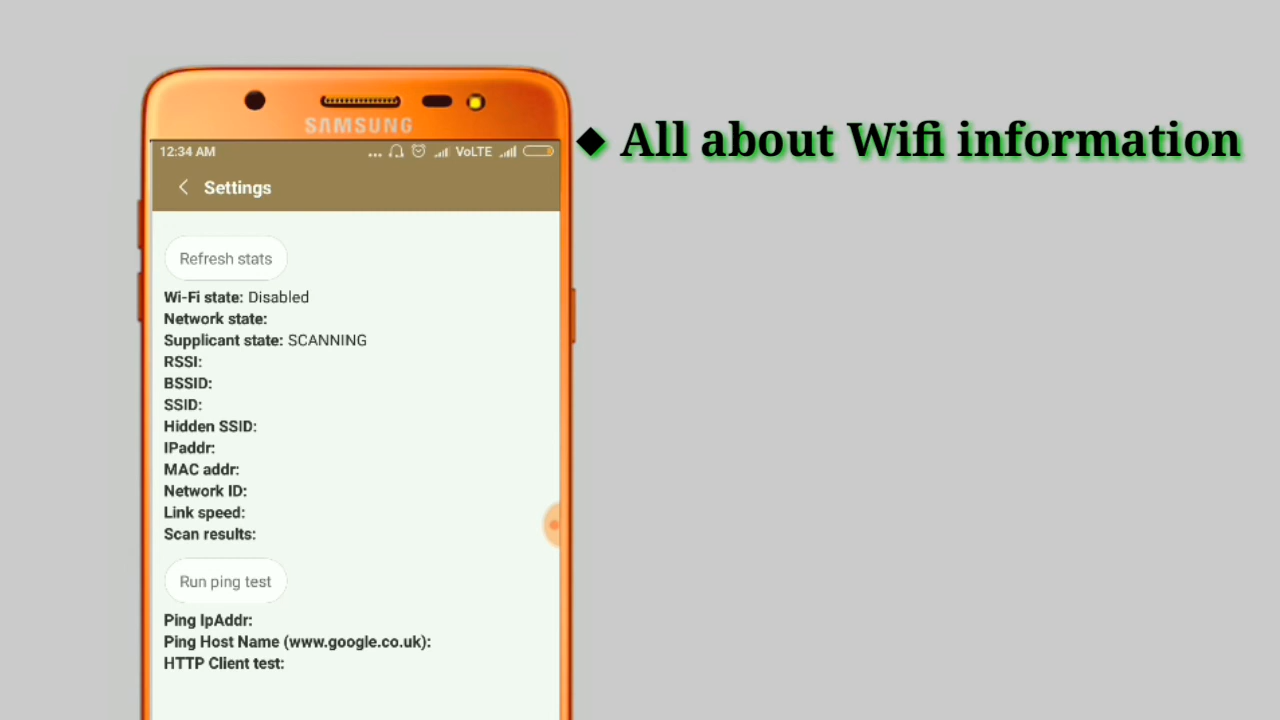 SAMSUNG
◆ All about Wifi information
12:34 AM ... VoLTE
Settings
Refresh stats
Wi-Fi state: Disabled
Network state:
Supplicant state: SCANNING
RSSI:
BSSID:
SSID:
Hidden SSID:
IPaddr:
MAC addr:
Network ID:
Link speed:
Scan results:
Run ping test
Ping IpAddr:
Ping Host Name (www.google.co.uk):
HTTP Client test: